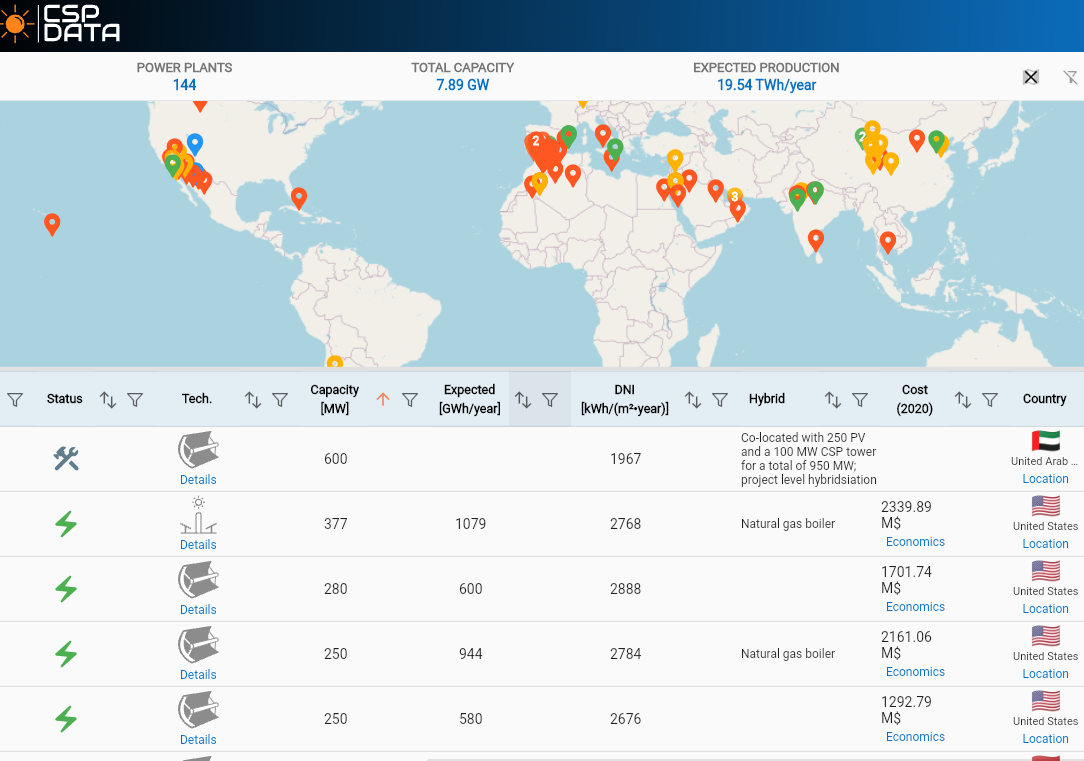 CSP
DATA
POWER PLANTS
144
TOTAL CAPACITY
7.89 GW
EXPECTED PRODUCTION
19.54 TWh/year
2
2
3
Status
Tech.
Capacity
[MW]
Expected
[GWh/year]
DNI
[kWh/(m²•year)]
Hybrid
Cost
(2020)
Country
Details
600
1967
Co-located with 250 PV
and a 100 MW CSP tower
for a total of 950 MW;
project level hybridsiation
United Arab ...
Location
Details
377
1079
2768
Natural gas boiler
2339.89
M$
Economics
United States
Location
Details
280
600
2888
1701.74
M$
Economics
United States
Location
Details
250
944
2784
Natural gas boiler
2161.06
M$
Economics
United States
Location
Details
250
580
2676
1292.79
M$
Economics
United States
Location